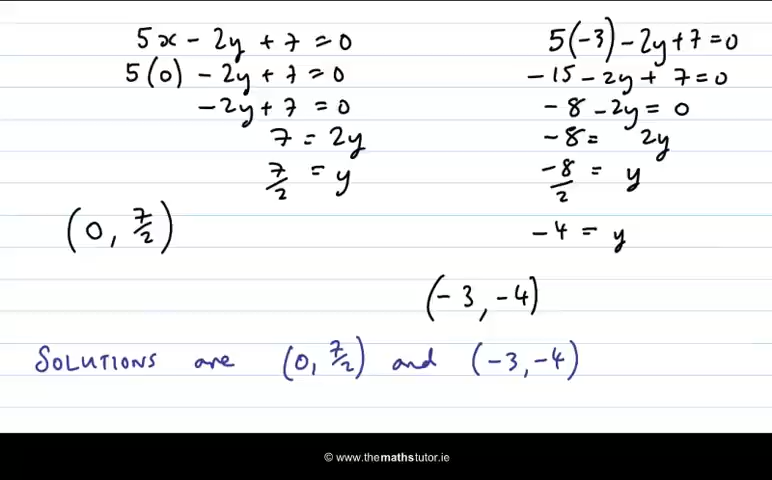 5x - 2y + 7 = 0
5(0) - 2y + 7 = 0
-2y + 7 = 0
7 = 2y
7/2 = y
(0, 7/2)
5(-3) - 2y + 7 = 0
-15 - 2y + 7 = 0
-8 - 2y = 0
-8 = 2y
-8/2 = y
-4 = y
(-3, -4)
SOLUTIONS are (0, 7/2) and (-3, -4)
© www.themathstutor.ie